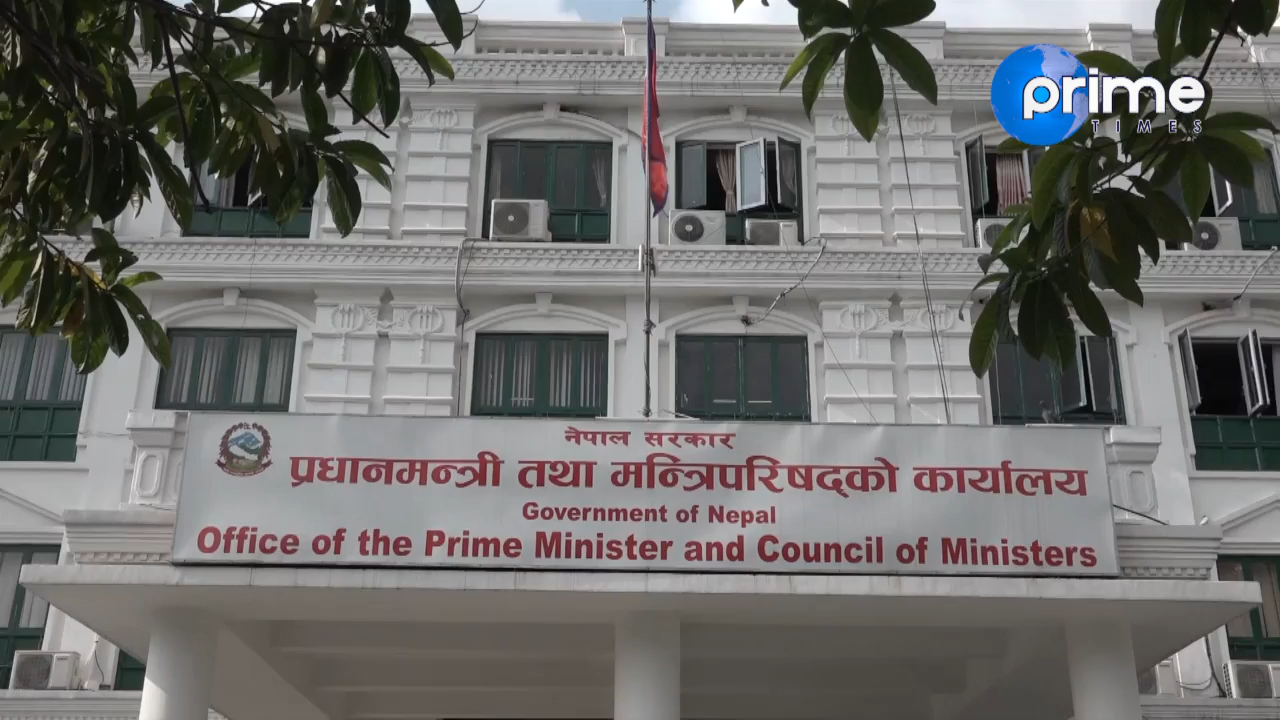 prime
TIMES
नेपाल सरकार
प्रधानमन्त्री तथा मन्त्रिपरिषद्को कार्यालय
Government of Nepal
Office of the Prime Minister and Council of Ministers